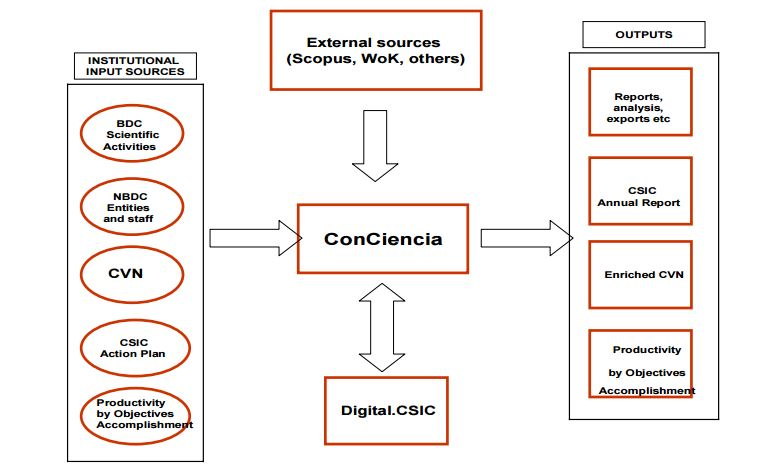 INSTITUTIONAL
INPUT SOURCES
BDC
Scientific
Activities
NBDC
Entities
and staff
CVN
CSIC
Action Plan
Productivity
by Objectives
Accomplishment
External sources
(Scopus, WoK, others)
ConCiencia
Digital.CSIC
OUTPUTS
Reports,
analysis,
exports etc
CSIC
Annual Report
Enriched CVN
Productivity
by Objectives
Accomplishment